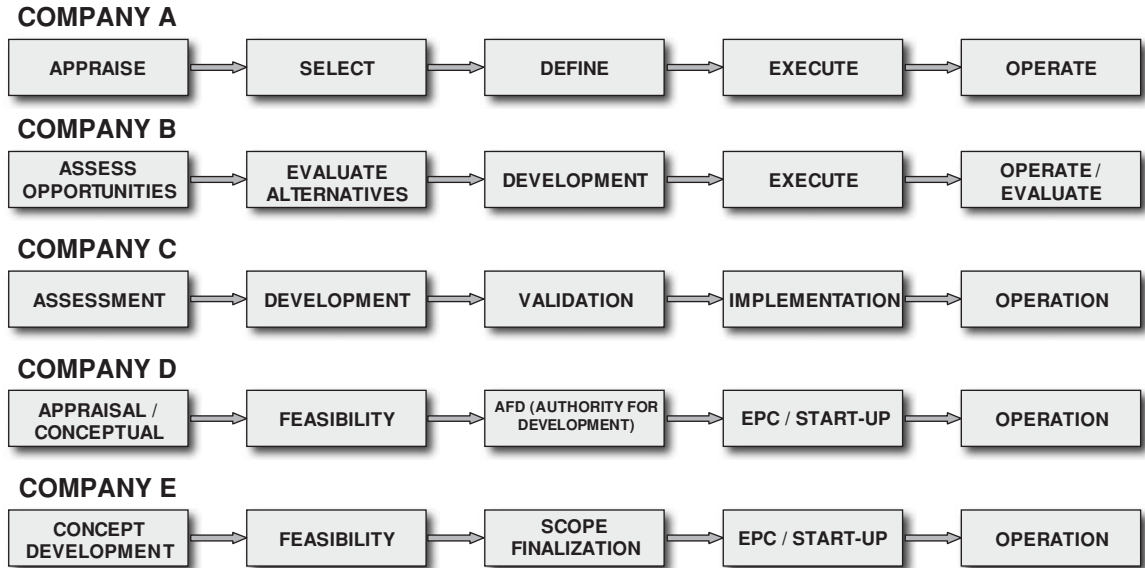 COMPANY A
APPRAISE
SELECT
DEFINE
EXECUTE
OPERATE
COMPANY B
ASSESS
OPPORTUNITIES
EVALUATE
ALTERNATIVES
DEVELOPMENT
EXECUTE
OPERATE /
EVALUATE
COMPANY C
ASSESSMENT
DEVELOPMENT
VALIDATION
IMPLEMENTATION
OPERATION
COMPANY D
APPRAISAL /
CONCEPTUAL
FEASIBILITY
AFD (AUTHORITY FOR
DEVELOPMENT)
EPC / START-UP
OPERATION
COMPANY E
CONCEPT
DEVELOPMENT
FEASIBILITY
SCOPE
FINALIZATION
EPC / START-UP
OPERATION